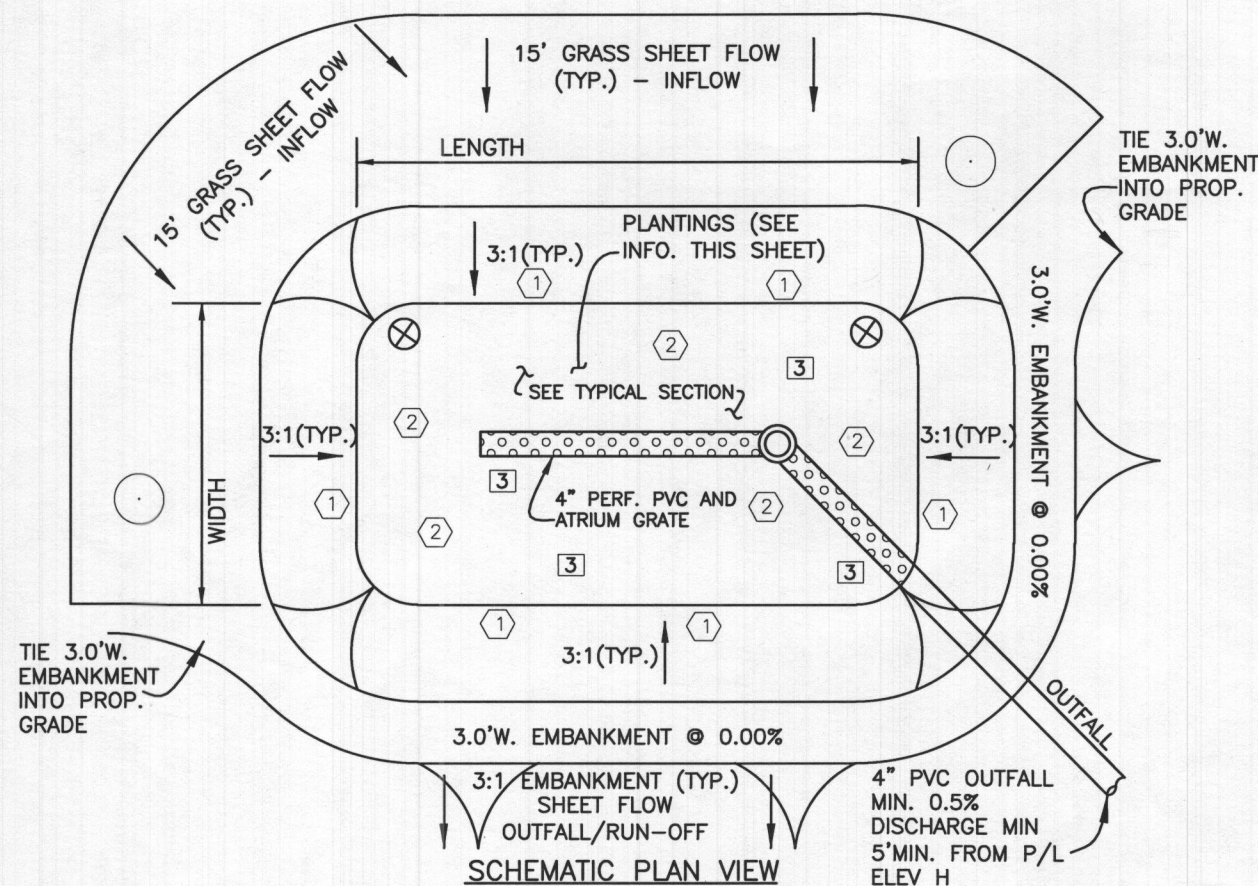 15' GRASS SHEET FLOW
(TYP.) - INFLOW
15' GRASS SHEET FLOW
(TYP.) - INFLOW
LENGTH
TIE 3.0'W.
EMBANKMENT
INTO PROP.
GRADE
PLANTINGS (SEE
INFO. THIS SHEET)
3:1(TYP.)
1
1
2
3
SEE TYPICAL SECTION
3.0'W. EMBANKMENT @ 0.00%
2
2
3:1(TYP.)
3:1(TYP.)
WIDTH
3
4" PERF. PVC AND
ATRIUM GRATE
1
2
1
2
3
3
1
1
3:1(TYP.)
TIE 3.0'W.
EMBANKMENT
INTO PROP.
GRADE
OUTFALL
3.0'W. EMBANKMENT @ 0.00%
3:1 EMBANKMENT (TYP.)
SHEET FLOW
OUTFALL/RUN-OFF
4" PVC OUTFALL
MIN. 0.5%
DISCHARGE MIN
5'MIN. FROM P/L
ELEV H
SCHEMATIC PLAN VIEW